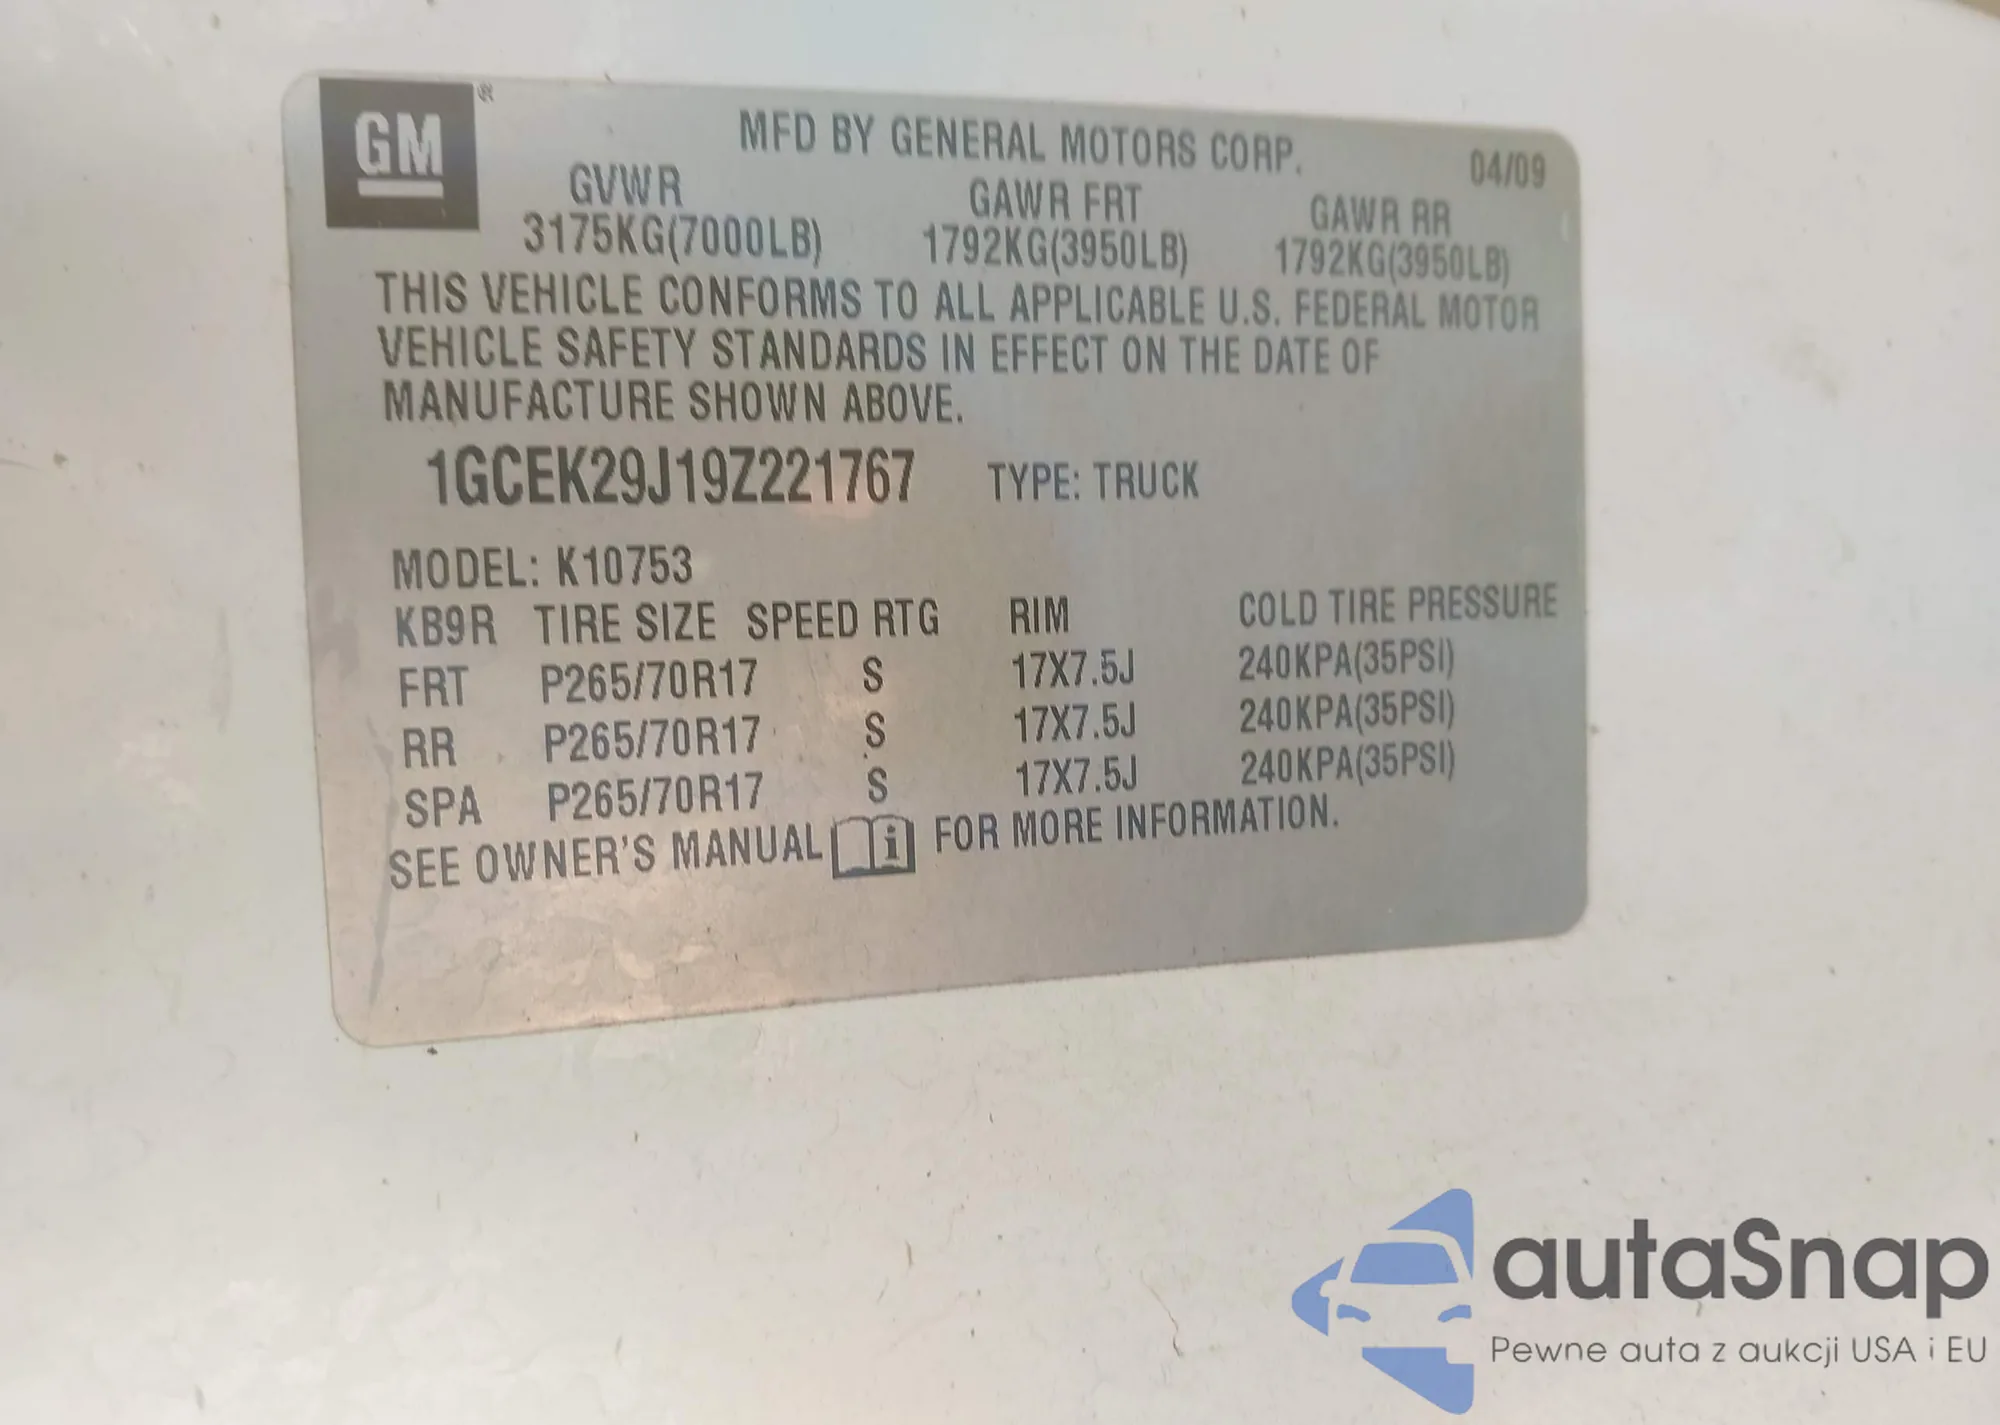 GM ®
MFD BY GENERAL MOTORS CORP. 04/09
GVWR GAWR FRT GAWR RR
3175KG(7000LB) 1792KG(3950LB) 1792KG(3950LB)
THIS VEHICLE CONFORMS TO ALL APPLICABLE U.S. FEDERAL MOTOR
VEHICLE SAFETY STANDARDS IN EFFECT ON THE DATE OF
MANUFACTURE SHOWN ABOVE.
1GCEK29J19Z221767 TYPE: TRUCK
MODEL: K10753
KB9R TIRE SIZE SPEED RTG RIM COLD TIRE PRESSURE
FRT P265/70R17 S 17X7.5J 240KPA(35PSI)
RR P265/70R17 S 17X7.5J 240KPA(35PSI)
SPA P265/70R17 S 17X7.5J 240KPA(35PSI)
SEE OWNER'S MANUAL i FOR MORE INFORMATION.
autaSnap
Pewne auta z aukcji USA i EU